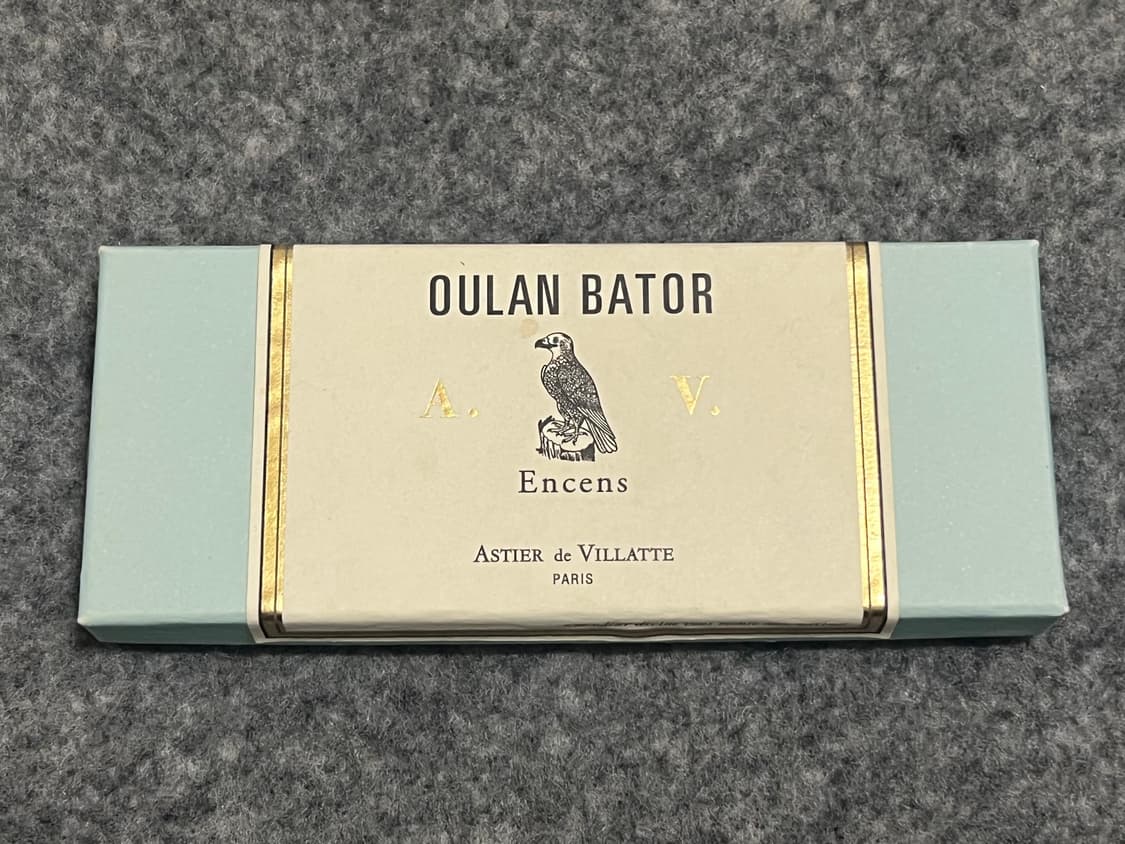 OULAN BATOR
A. V.
Encens
ASTIER de VILLATTE
PARIS